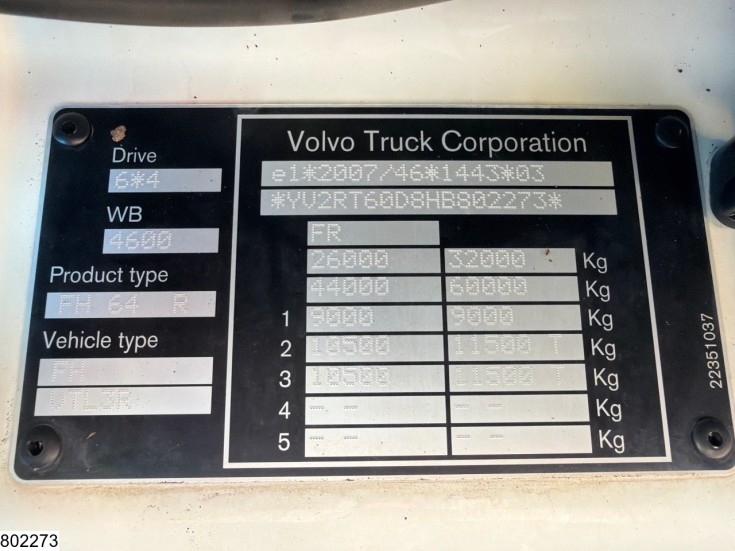 Drive
6*4
WB
4600
Product type
FH 64 R
Vehicle type
FH
VTL3R
Volvo Truck Corporation
e1*2007/46*1443*03
*YV2RT60D8HB802273*
FR
26000 32000 Kg
44000 60000 Kg
1 9000 9000 Kg
2 10500 11500 T Kg
3 10500 11500 T Kg
4 - - - - Kg
5 - - - - Kg
22351037
802273